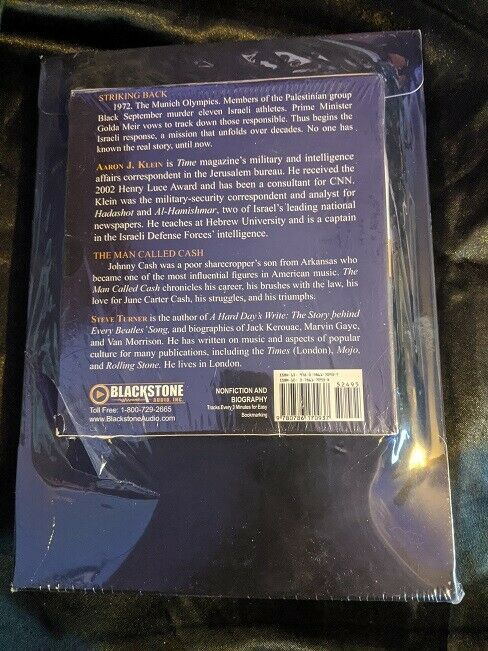 STRIKING BACK
1972. The Munich Olympics. Members of the Palestinian group
Black September murder eleven Israeli athletes. Prime Minister
Golda Meir vows to track down those responsible. Thus begins the
Israeli response, a mission that unfolds over decades. No one has
known the real story, until now.
AARON J. KLEIN is Time magazine's military and intelligence
affairs correspondent in the Jerusalem bureau. He received the
2002 Henry Luce Award and has been a consultant for CNN.
Klein was the military-security correspondent and analyst for
Hadashot and Al-Hamishmar, two of Israel's leading national
newspapers. He teaches at Hebrew University and is a captain
in the Israeli Defense Forces' intelligence.
THE MAN CALLED CASH
Johnny Cash was a poor sharecropper's son from Arkansas who
became one of the most influential figures in American music. The
Man Called Cash chronicles his career, his brushes with the law, his
love for June Carter Cash, his struggles, and his triumphs.
STEVE TURNER is the author of A Hard Day's Write: The Story behind
Every Beatles' Song, and biographies of Jack Kerouac, Marvin Gaye,
and Van Morrison. He has written on music and aspects of popular
culture for many publications, including the Times (London), Mojo,
and Rolling Stone. He lives in London.
BLACKSTONE
AUDIO, INC.
Toll Free: 1-800-729-2665
www.BlackstoneAudio.com
NONFICTION AND
BIOGRAPHY
Tracks Every 3 Minutes for Easy
Bookmarking
52495